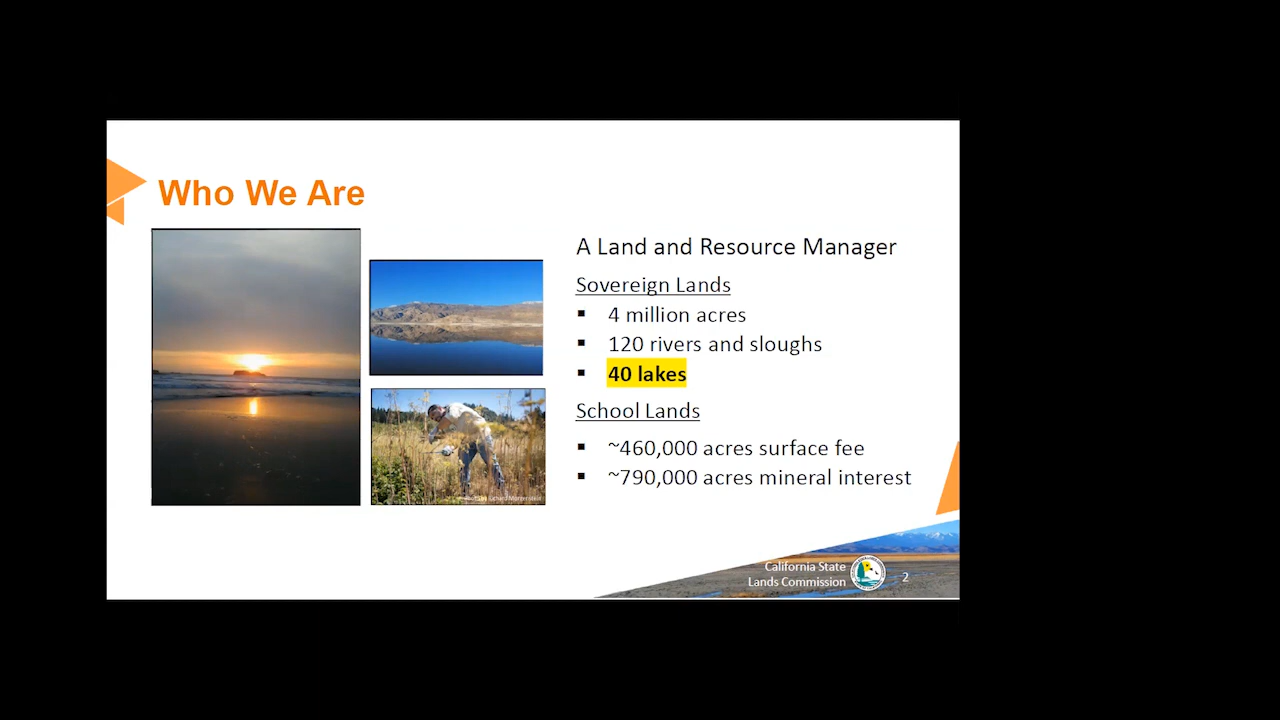 Who We Are
A Land and Resource Manager
Sovereign Lands
▪ 4 million acres
▪ 120 rivers and sloughs
▪ 40 lakes
School Lands
▪ ~460,000 acres surface fee
▪ ~790,000 acres mineral interest
California State
Lands Commission
2